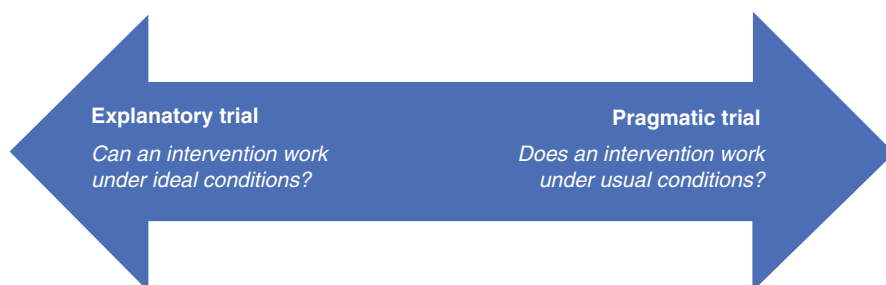 Explanatory trial
Can an intervention work
under ideal conditions?
Pragmatic trial
Does an intervention work
under usual conditions?